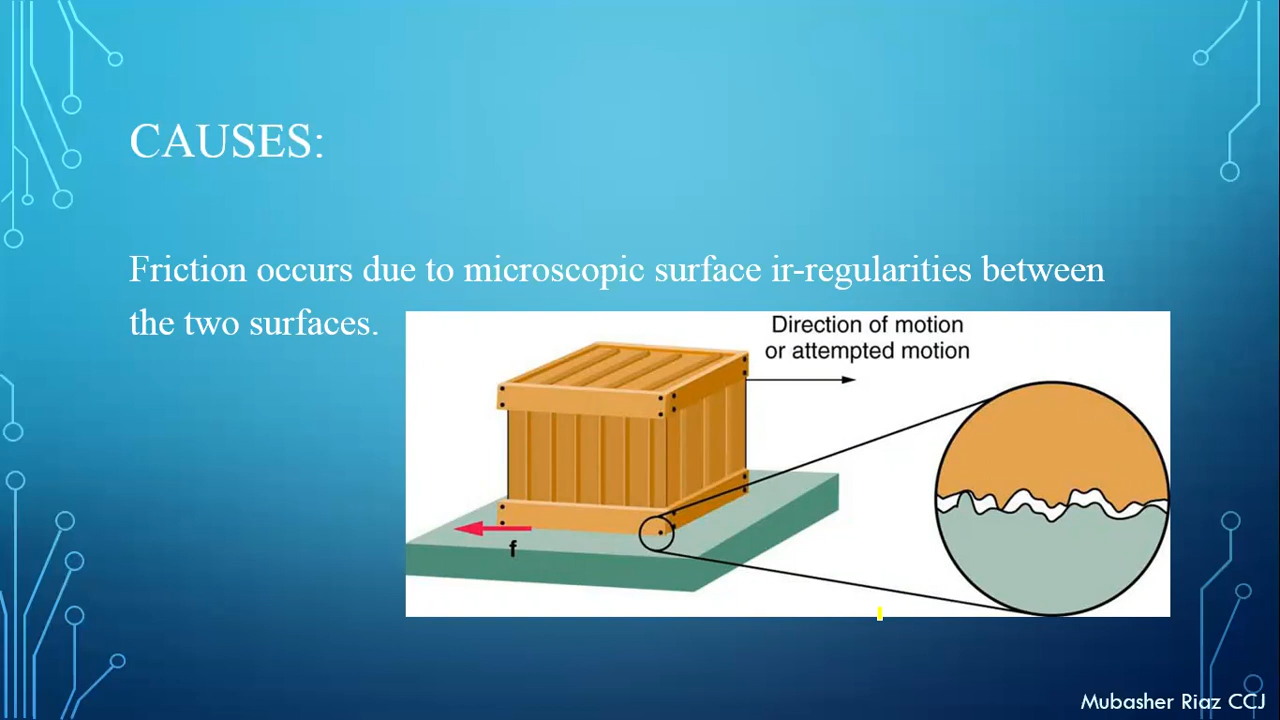 CAUSES:
Friction occurs due to microscopic surface ir-regularities between
the two surfaces.
Direction of motion
or attempted motion
f
Mubasher Riaz CCJ